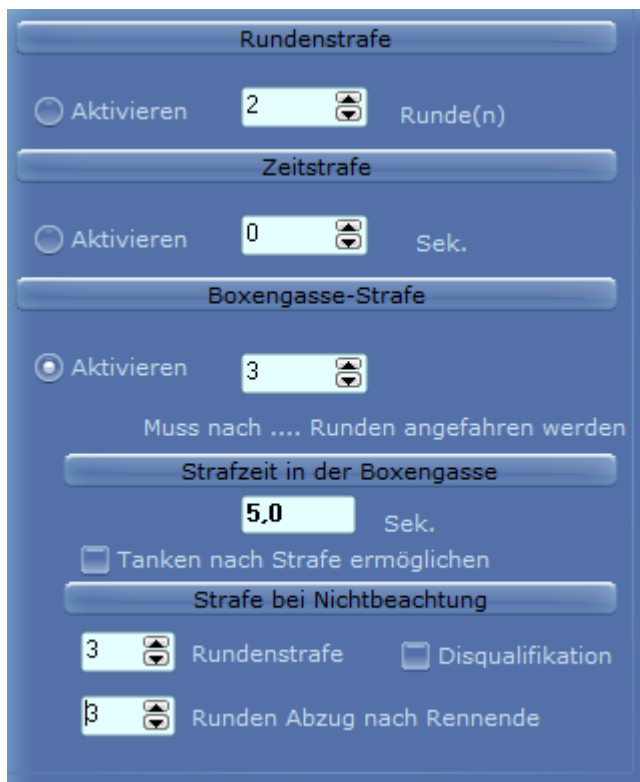 Rundenstrafe
Aktivieren 2 Runde(n)
Zeitstrafe
Aktivieren 0 Sek.
Boxengasse-Strafe
Aktivieren 3
Muss nach .... Runden angefahren werden
Strafzeit in der Boxengasse
5,0 Sek.
Tanken nach Strafe ermöglichen
Strafe bei Nichtbeachtung
3 Rundenstrafe Disqualifikation
3 Runden Abzug nach Rennende